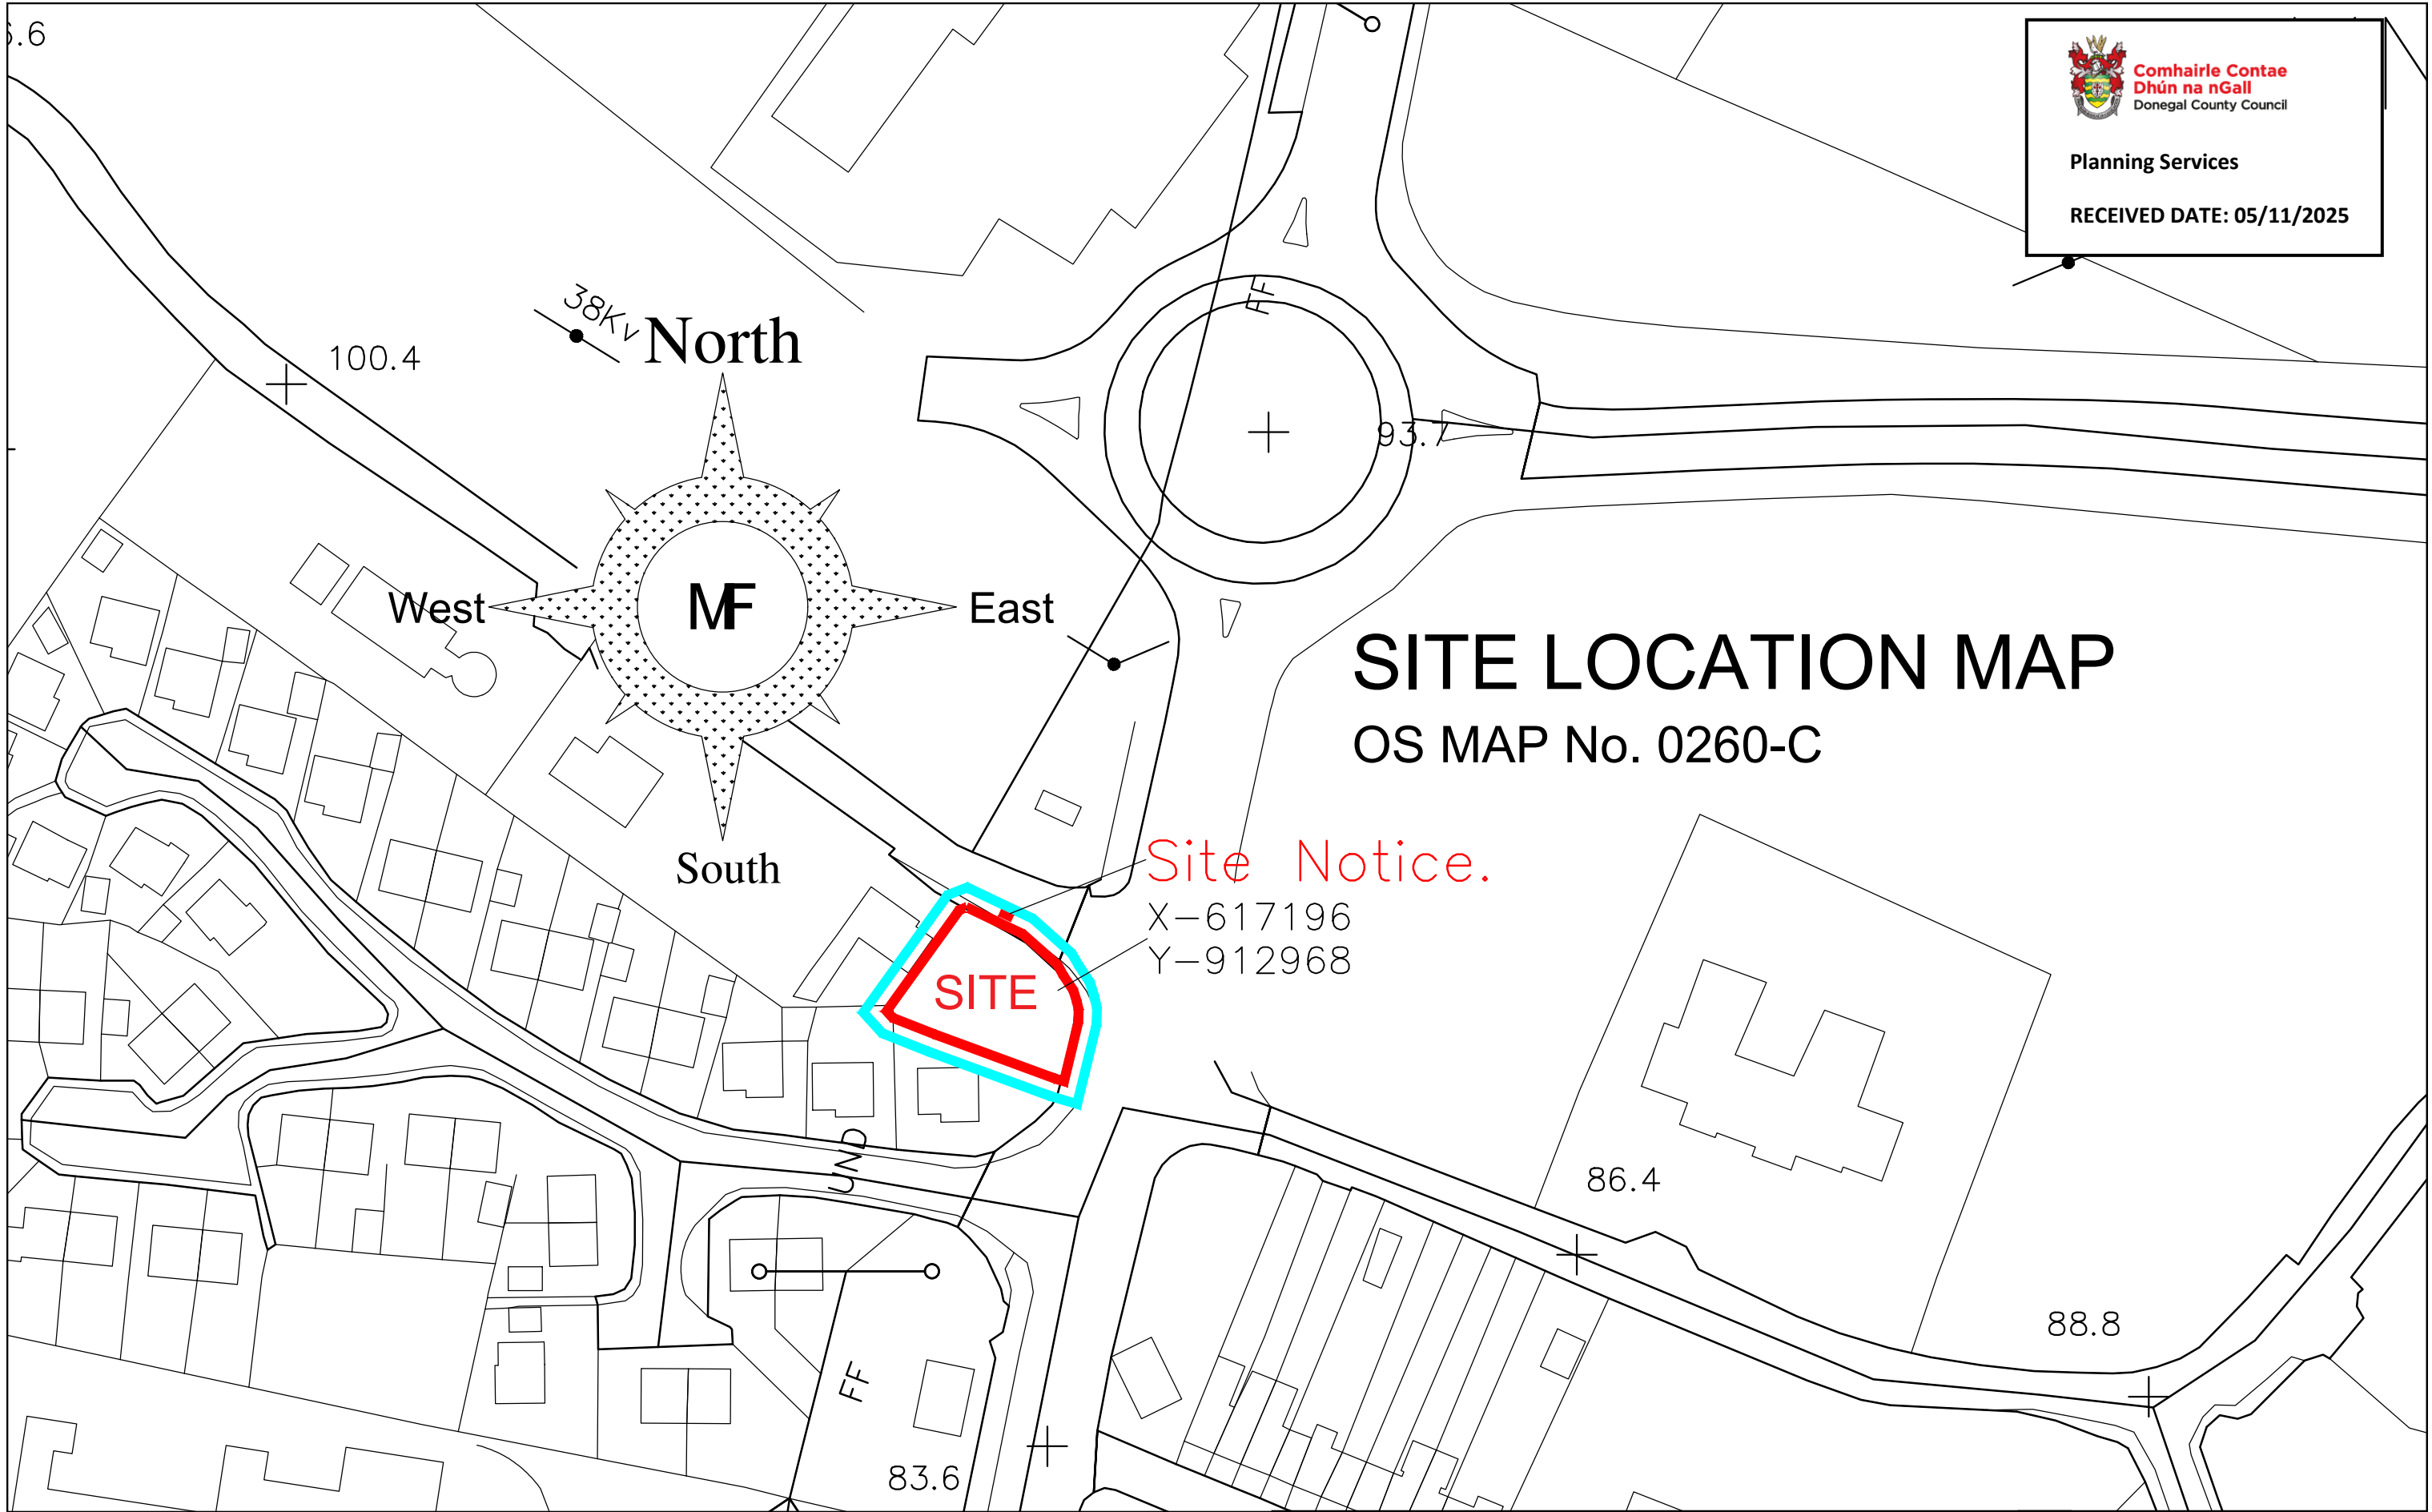 Comhairle Contae
Dhún na nGall
Donegal County Council
Planning Services
RECEIVED DATE: 05/11/2025
38Kv
North
100.4
FF
93.7
West
MF
East
SITE LOCATION MAP
OS MAP No. 0260-C
South
Site Notice.
X-617196
Y-912968
SITE
UND
86.4
88.8
FF
83.6